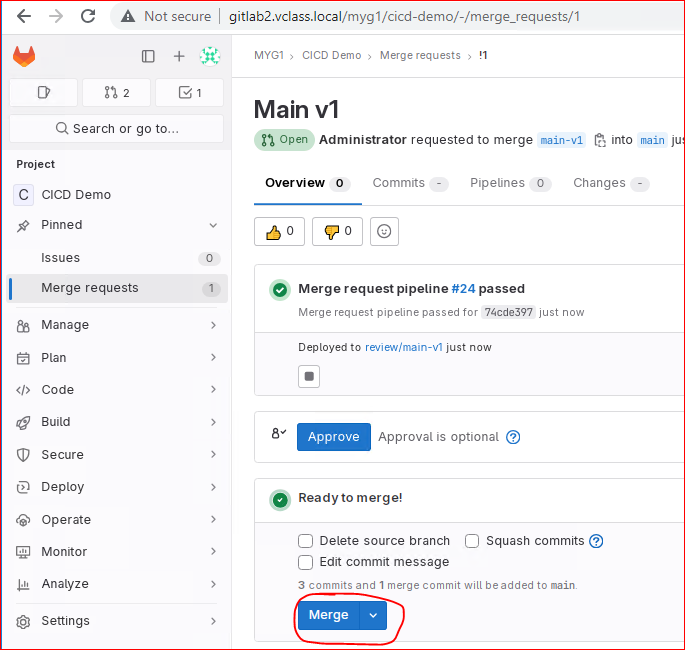 Not secure gitlab2.vclass.local/myg1/cicd-demo/-/merge_requests/1
MYG1 › CICD Demo › Merge requests › !1
2
1
Search or go to...
Project
C CICD Demo
Pinned
Issues 0
Merge requests 1
Manage
Plan
Code
Build
Secure
Deploy
Operate
Monitor
Analyze
Settings
Main v1
Open Administrator requested to merge main-v1 into main jus
Overview 0 Commits - Pipelines 0 Changes -
0 0
Merge request pipeline #24 passed
Merge request pipeline passed for 74cde397 just now
Deployed to review/main-v1 just now
Approve Approval is optional
Ready to merge!
Delete source branch Squash commits
Edit commit message
3 commits and 1 merge commit will be added to main.
Merge